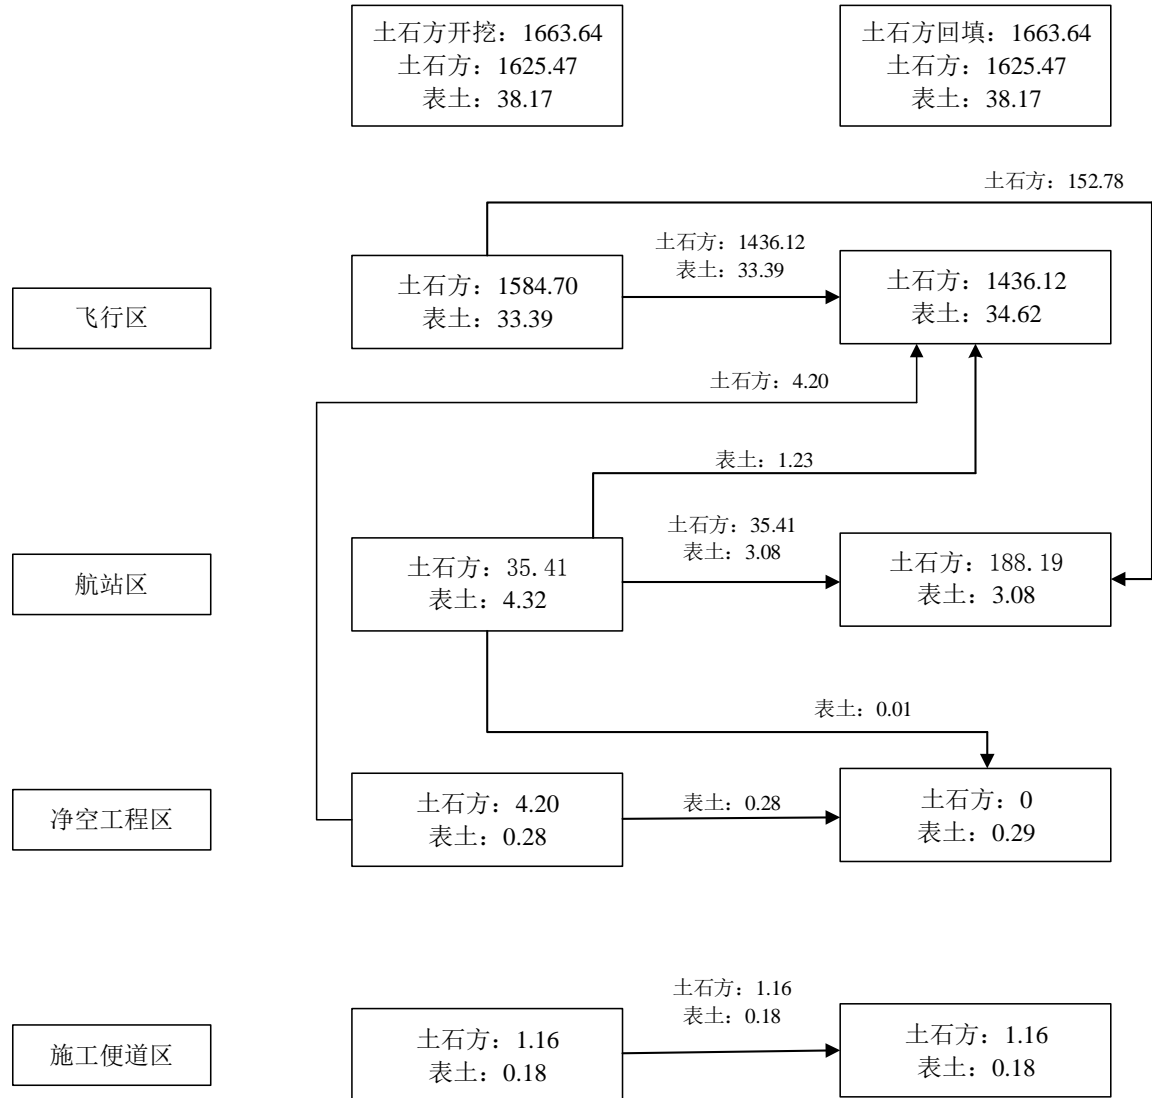 土石方开挖：1663.64
土石方：1625.47
表土：38.17
土石方回填：1663.64
土石方：1625.47
表土：38.17
土石方：152.78
飞行区
土石方：1584.70
表土：33.39
土石方：1436.12
表土：33.39
土石方：1436.12
表土：34.62
土石方：4.20
表土：1.23
航站区
土石方：35.41
表土：4.32
土石方：35.41
表土：3.08
土石方：188.19
表土：3.08
表土：0.01
净空工程区
土石方：4.20
表土：0.28
表土：0.28
土石方：0
表土：0.29
施工便道区
土石方：1.16
表土：0.18
土石方：1.16
表土：0.18
土石方：1.16
表土：0.18